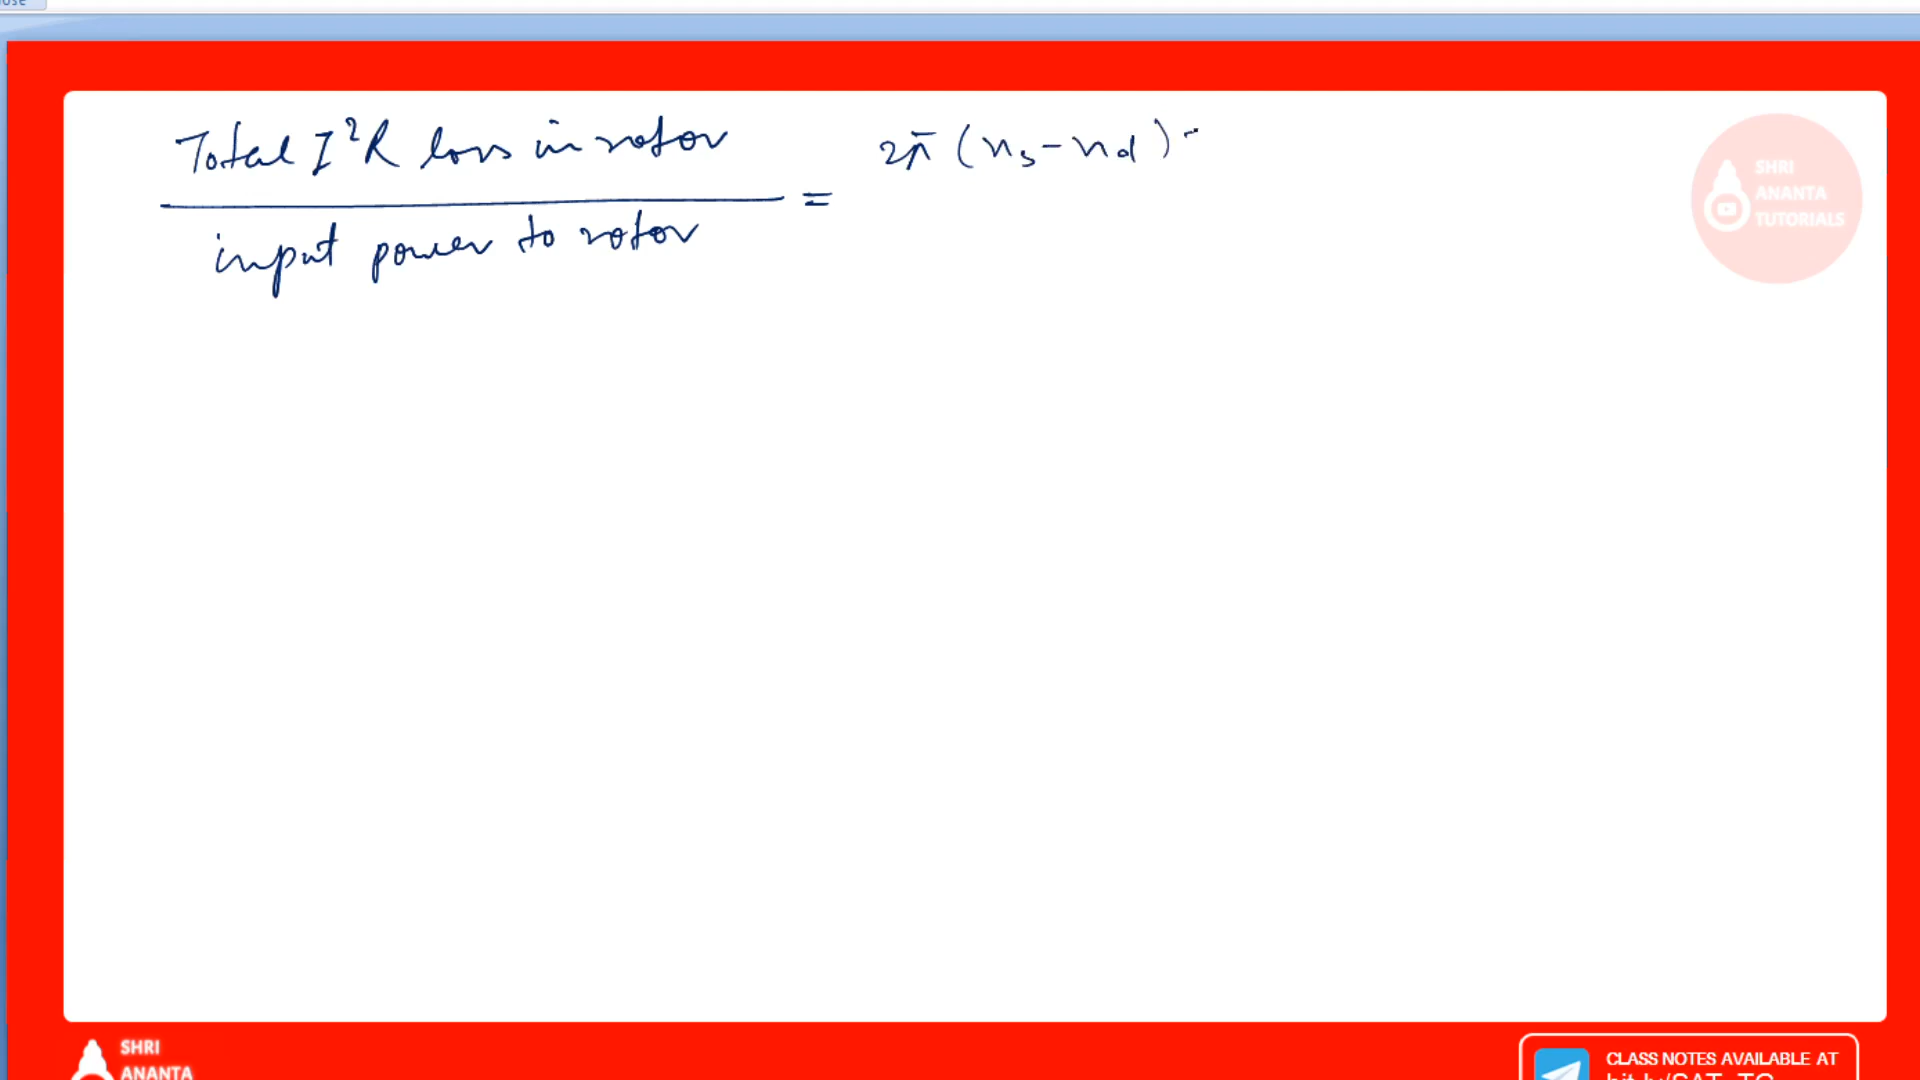 Total I²R loss in rotor
input power to rotor
= 2π (ns - nd)
SHRI
ANANTA
TUTORIALS
SHRI
ANANTA
CLASS NOTES AVAILABLE AT